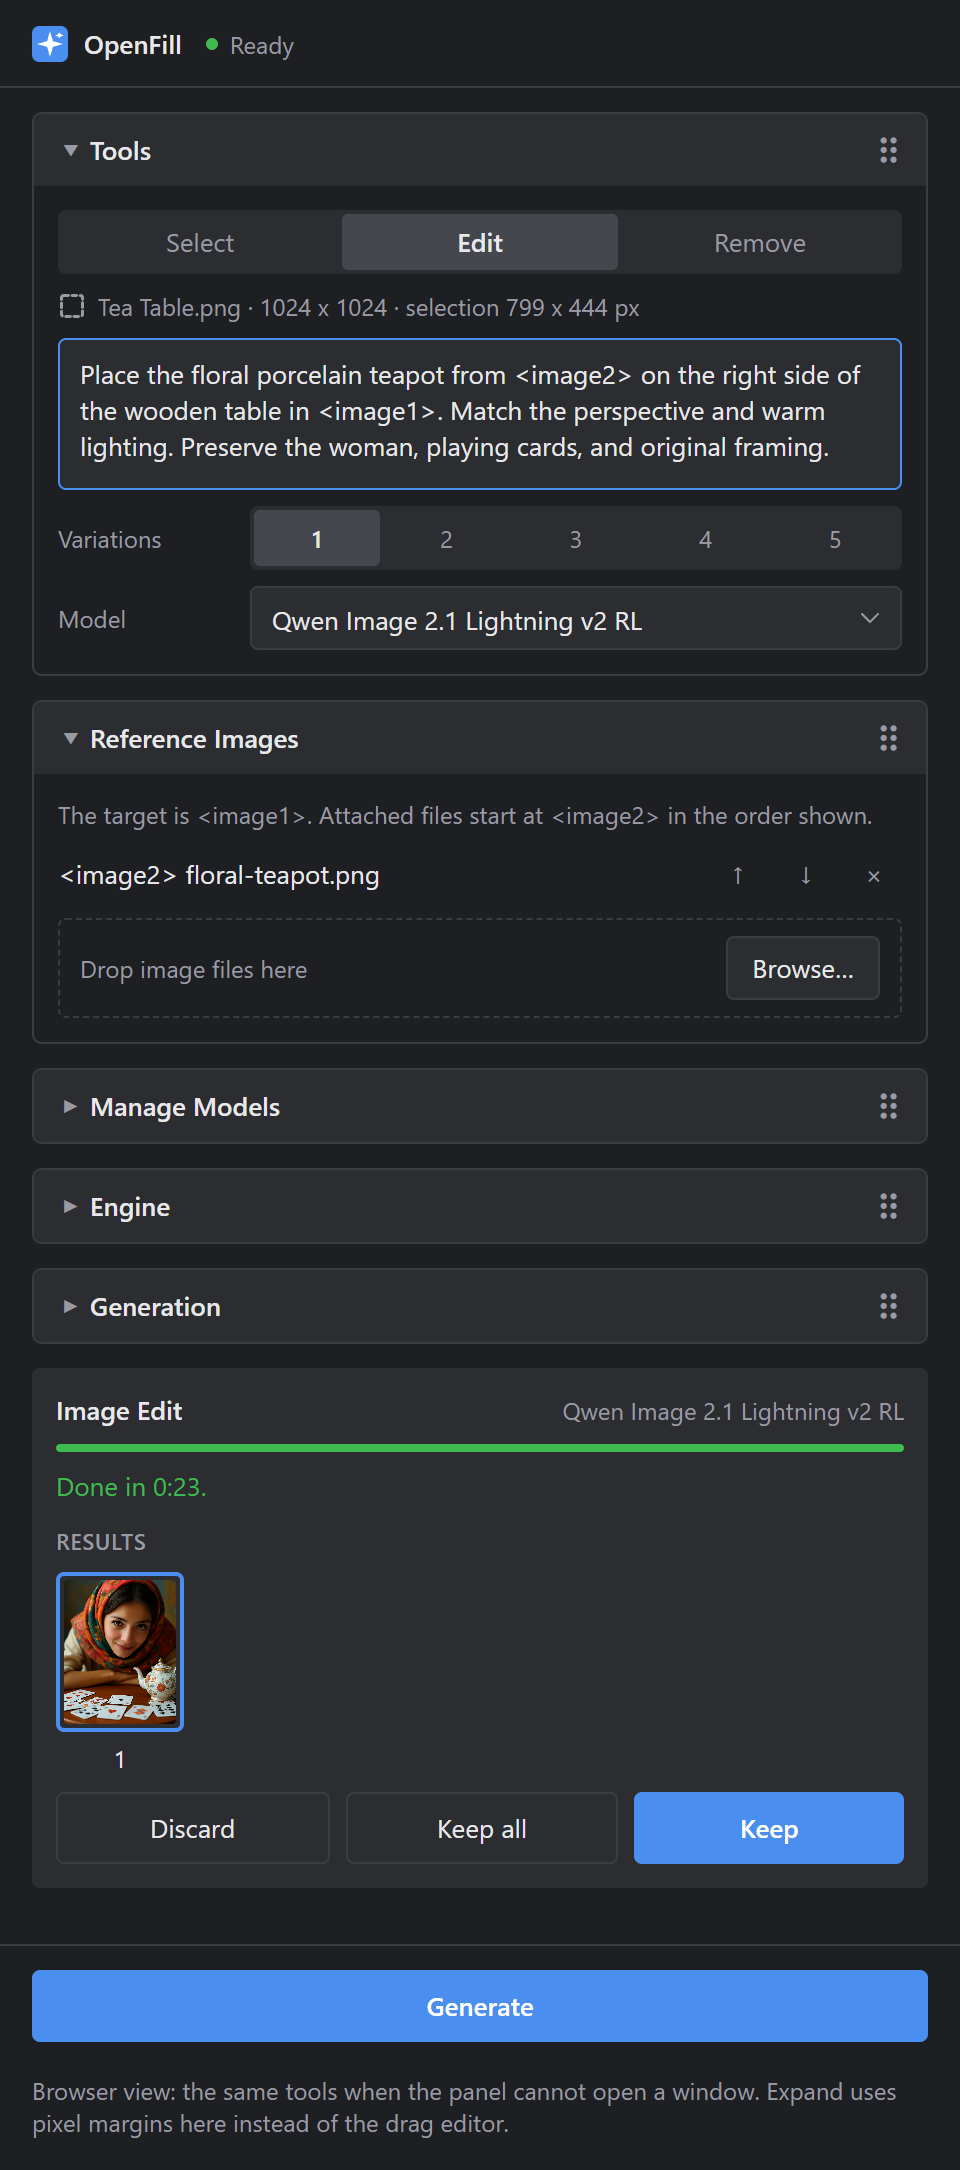 OpenFill
Ready
Tools
Select
Edit
Remove
Tea Table.png · 1024 x 1024 · selection 799 x 444 px
Place the floral porcelain teapot from <image2> on the right side of
the wooden table in <image1>. Match the perspective and warm
lighting. Preserve the woman, playing cards, and original framing.
Variations
1
2
3
4
5
Model
Qwen Image 2.1 Lightning v2 RL
Reference Images
The target is <image1>. Attached files start at <image2> in the order shown.
<image2> floral-teapot.png
↑
↓
×
Drop image files here
Browse...
Manage Models
Engine
Generation
Image Edit
Qwen Image 2.1 Lightning v2 RL
Done in 0:23.
RESULTS
1
Discard
Keep all
Keep
Generate
Browser view: the same tools when the panel cannot open a window. Expand uses
pixel margins here instead of the drag editor.